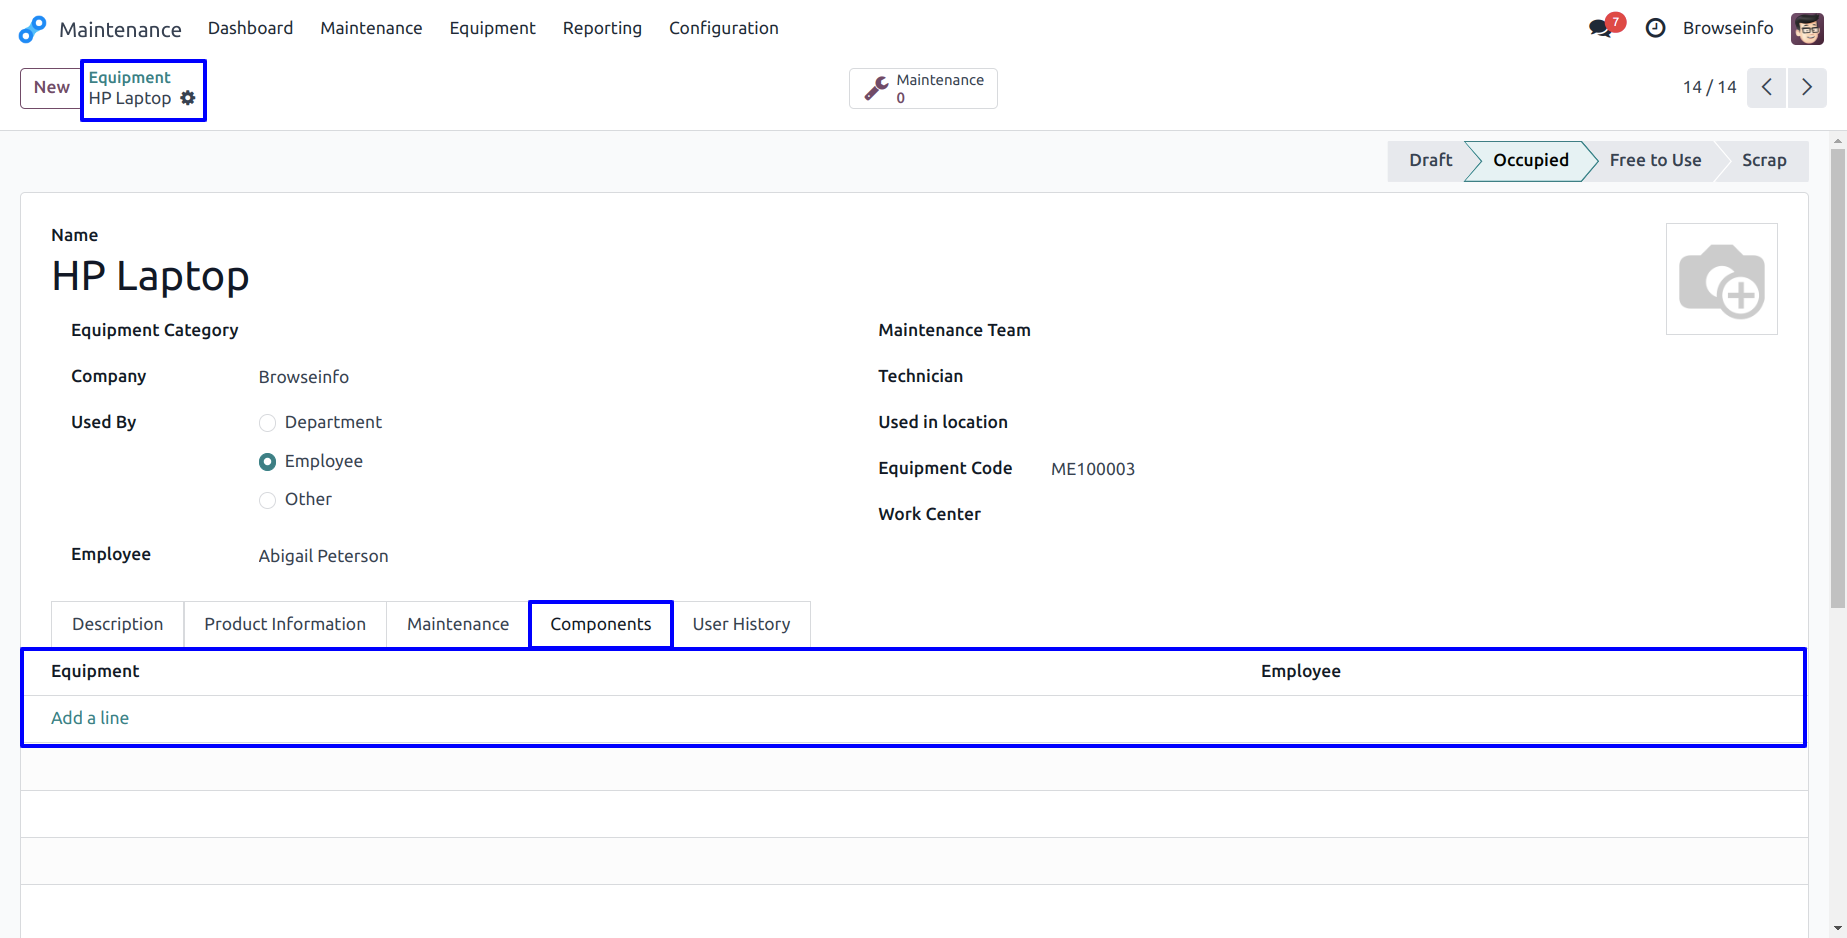 Maintenance Dashboard Maintenance Equipment Reporting Configuration 7 Browseinfo
New Equipment Maintenance 14 / 14
HP Laptop 0
Draft Occupied Free to Use Scrap
Name
HP Laptop
Equipment Category Maintenance Team
Company Browseinfo Technician
Used By Department Used in location
Employee Equipment Code ME100003
Other Work Center
Employee Abigail Peterson
Description Product Information Maintenance Components User History
Equipment Employee
Add a line